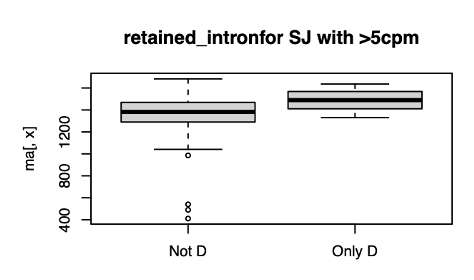 retained_intronfor SJ with >5cpm
ma[, x]
1200
800
400
Not D
Only D